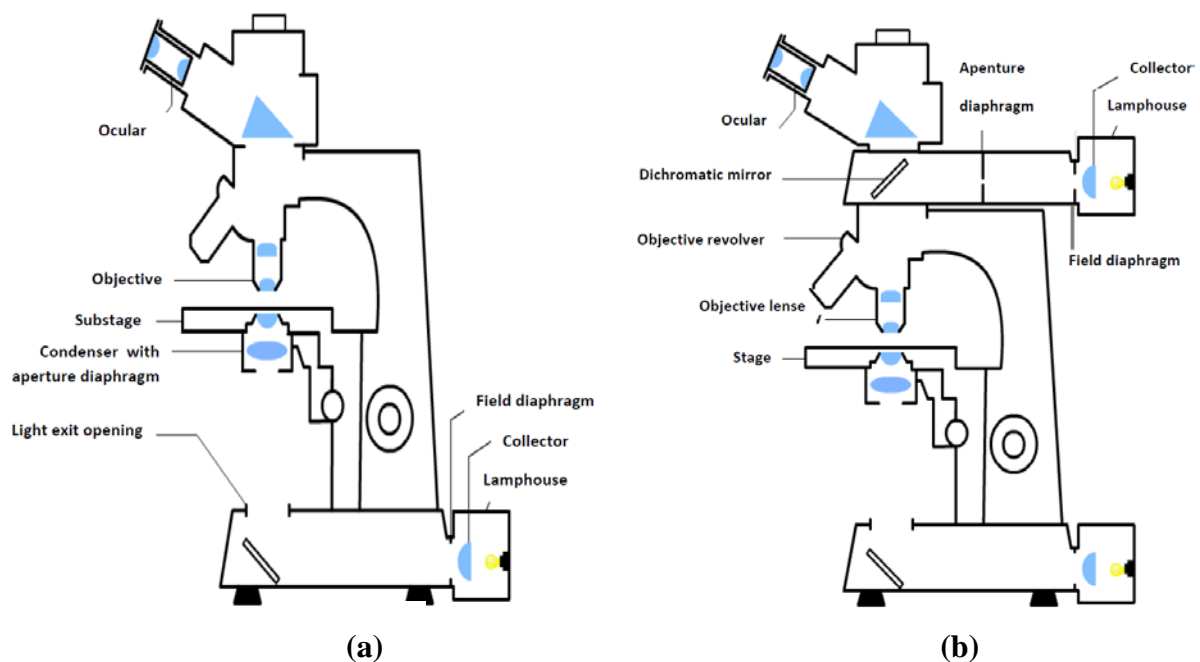 Ocular
Objective
Substage
Condenser with
aperture diaphragm
Light exit opening
Field diaphragm
Collector
Lamphouse
(a)
Apenture
diaphragm
Collector
Lamphouse
Ocular
Dichromatic mirror
Objective revolver
Field diaphragm
Objective lense
Stage
(b)